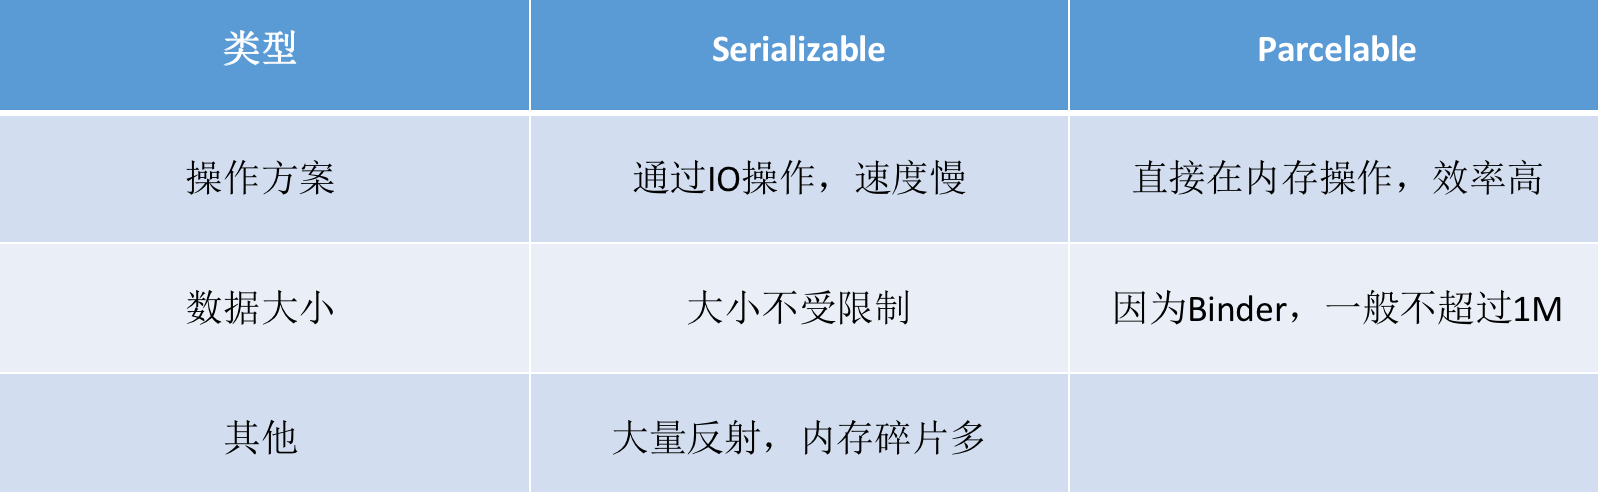 类型
Serializable
Parcelable
操作方案
通过IO操作，速度慢
直接在内存操作，效率高
数据大小
大小不受限制
因为Binder，一般不超过1M
其他
大量反射，内存碎片多